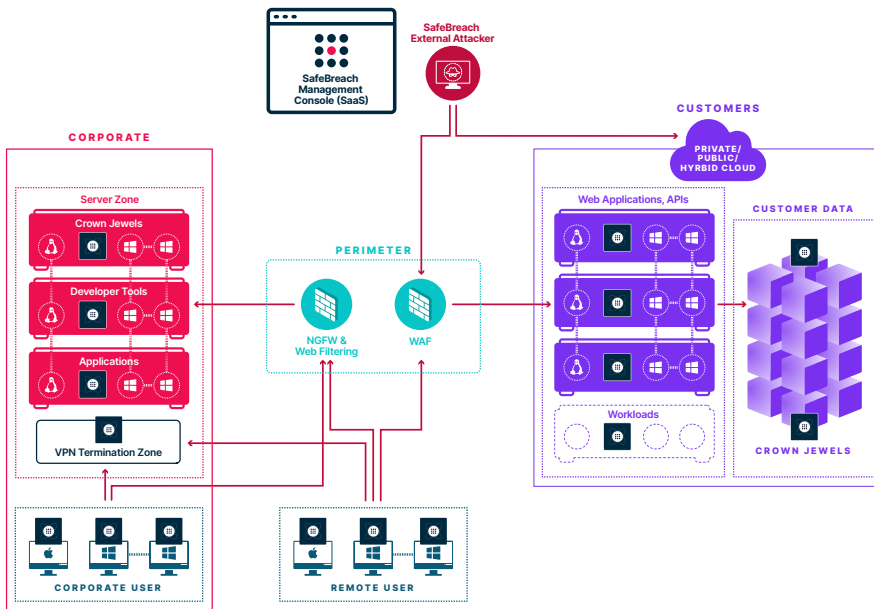 SafeBreach
Management
Console (SaaS)
SafeBreach
External Attacker
CUSTOMERS
PRIVATE/
PUBLIC/
HYRBID CLOUD
CORPORATE
Server Zone
Crown Jewels
Developer Tools
Applications
VPN Termination Zone
CORPORATE USER
PERIMETER
NGFW &
Web Filtering
WAF
REMOTE USER
Web Applications, APIs
Workloads
CUSTOMER DATA
CROWN JEWELS